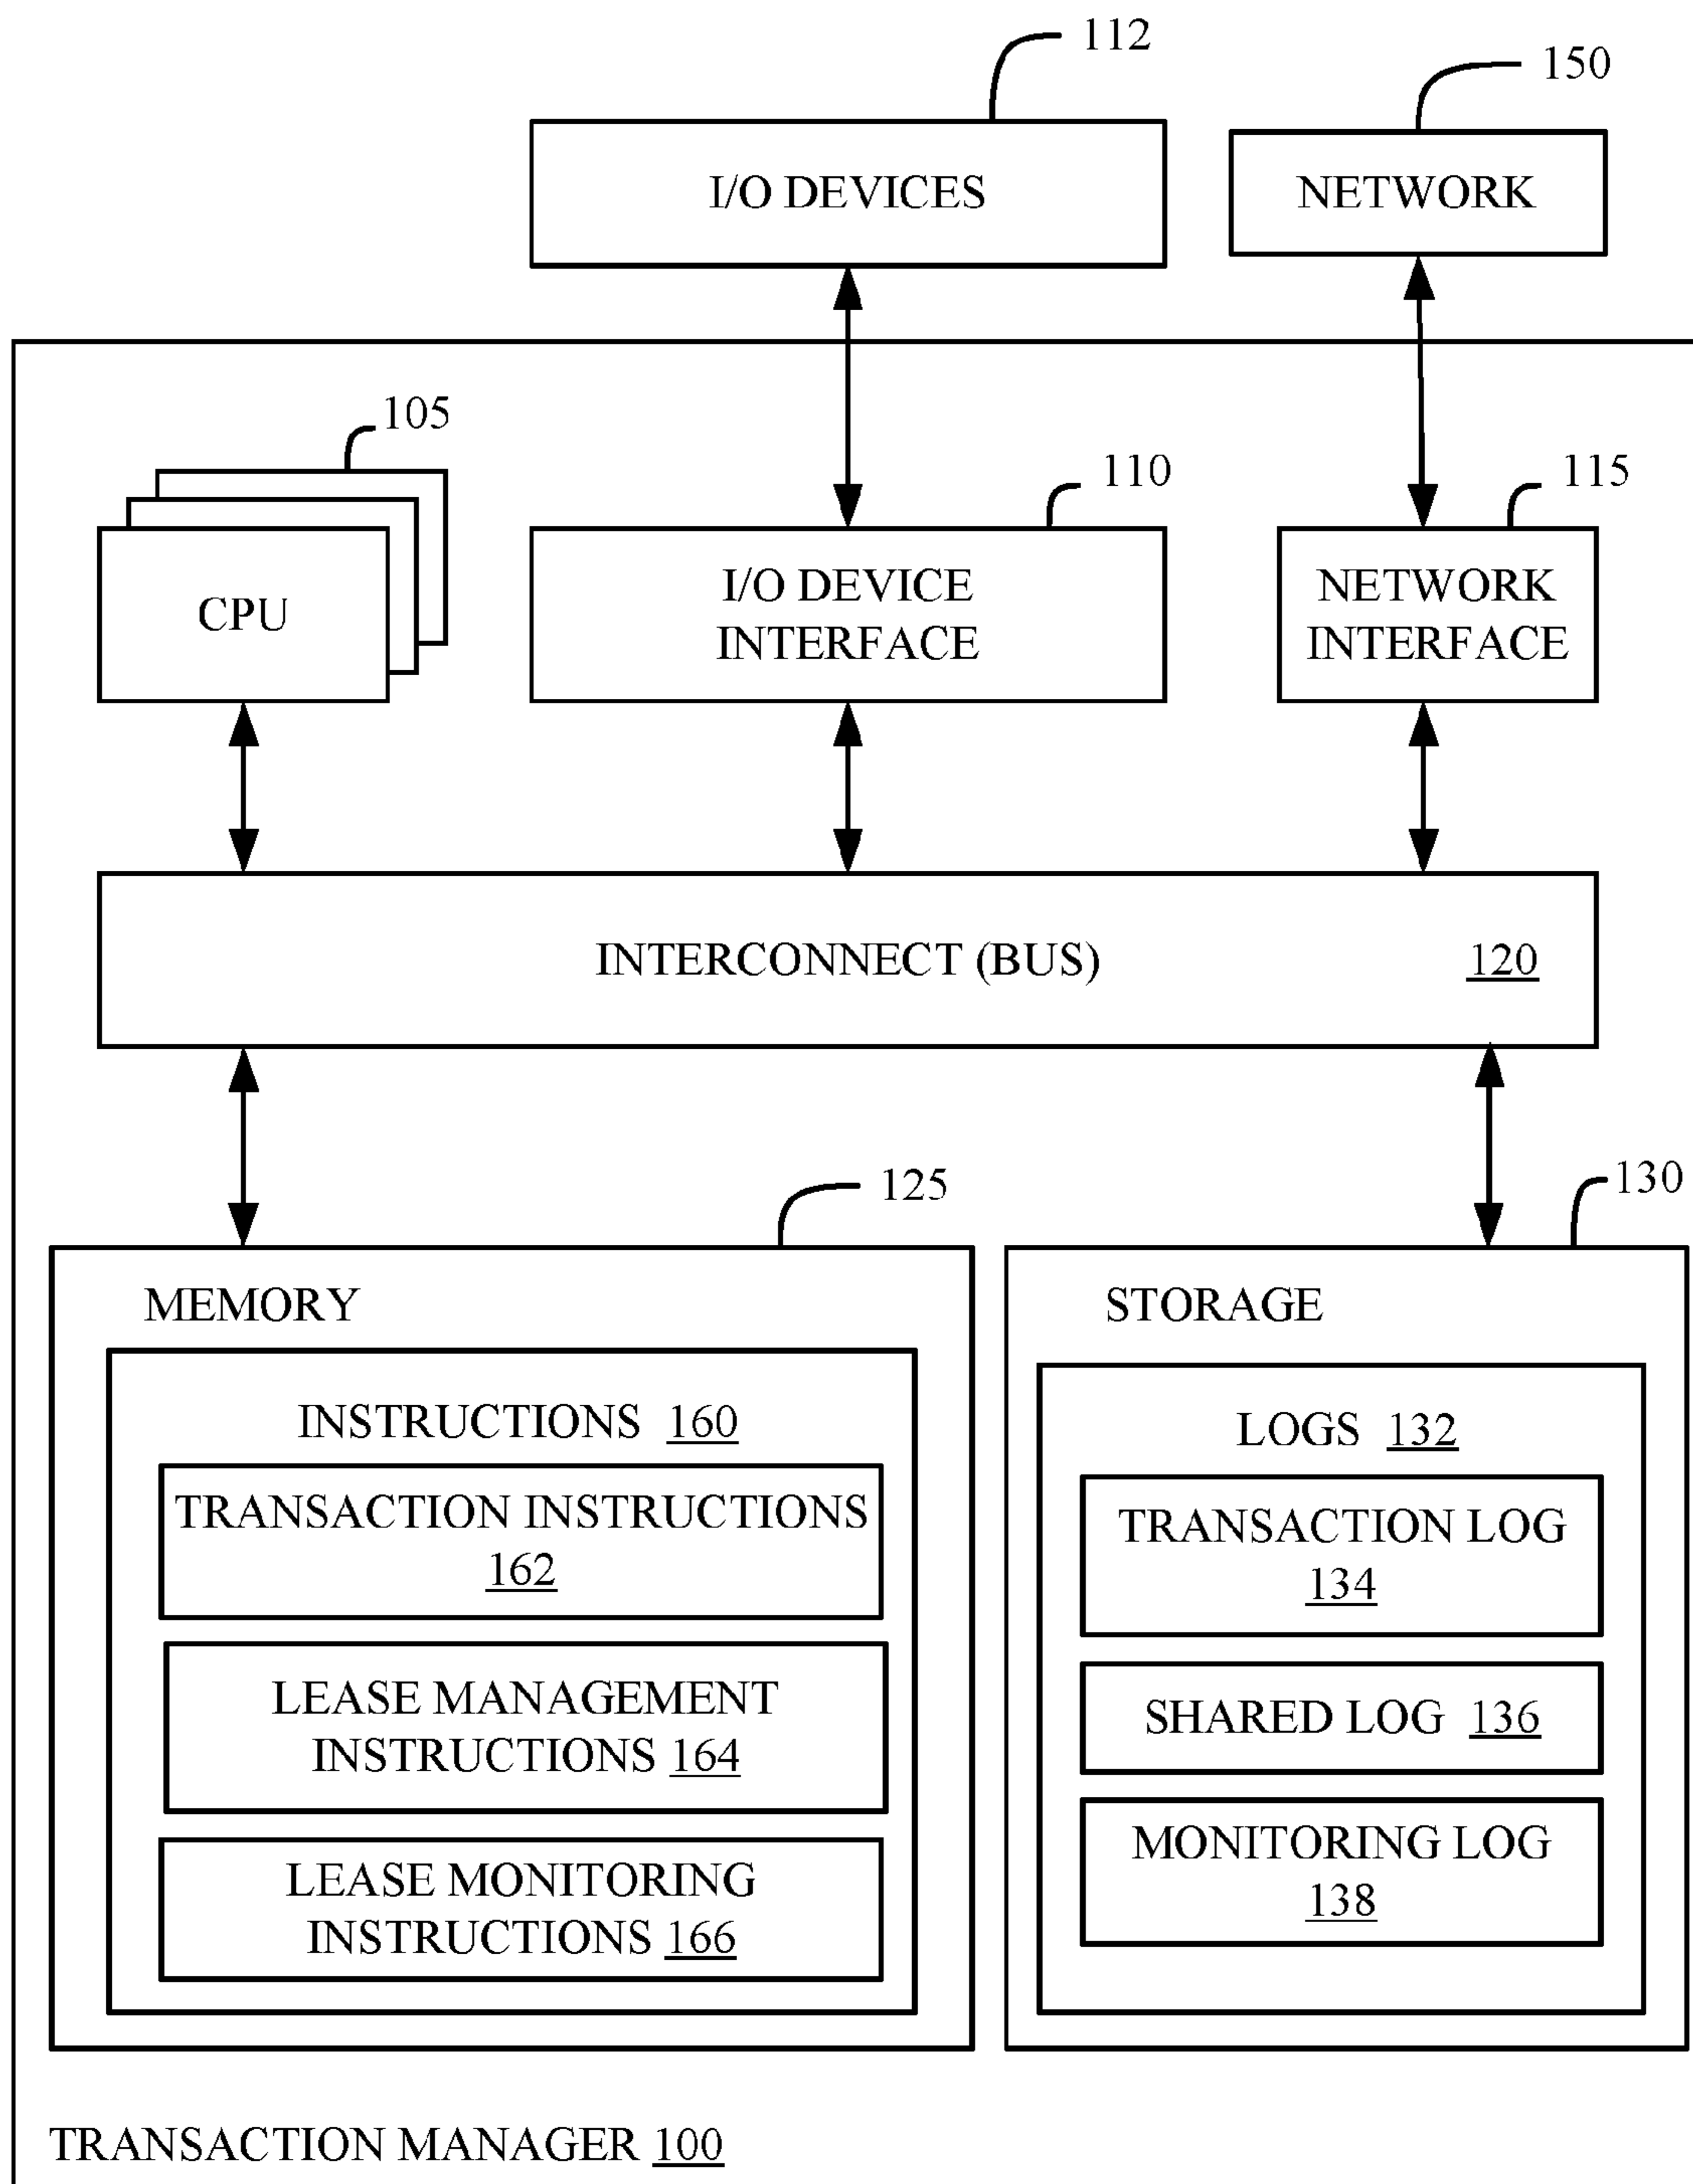 112
150
I/O DEVICES
NETWORK
105
110
115
CPU
I/O DEVICE
INTERFACE
NETWORK
INTERFACE
INTERCONNECT (BUS) 120
125
130
MEMORY
INSTRUCTIONS 160
TRANSACTION INSTRUCTIONS
162
LEASE MANAGEMENT
INSTRUCTIONS 164
LEASE MONITORING
INSTRUCTIONS 166
STORAGE
LOGS 132
TRANSACTION LOG
134
SHARED LOG 136
MONITORING LOG
138
TRANSACTION MANAGER 100